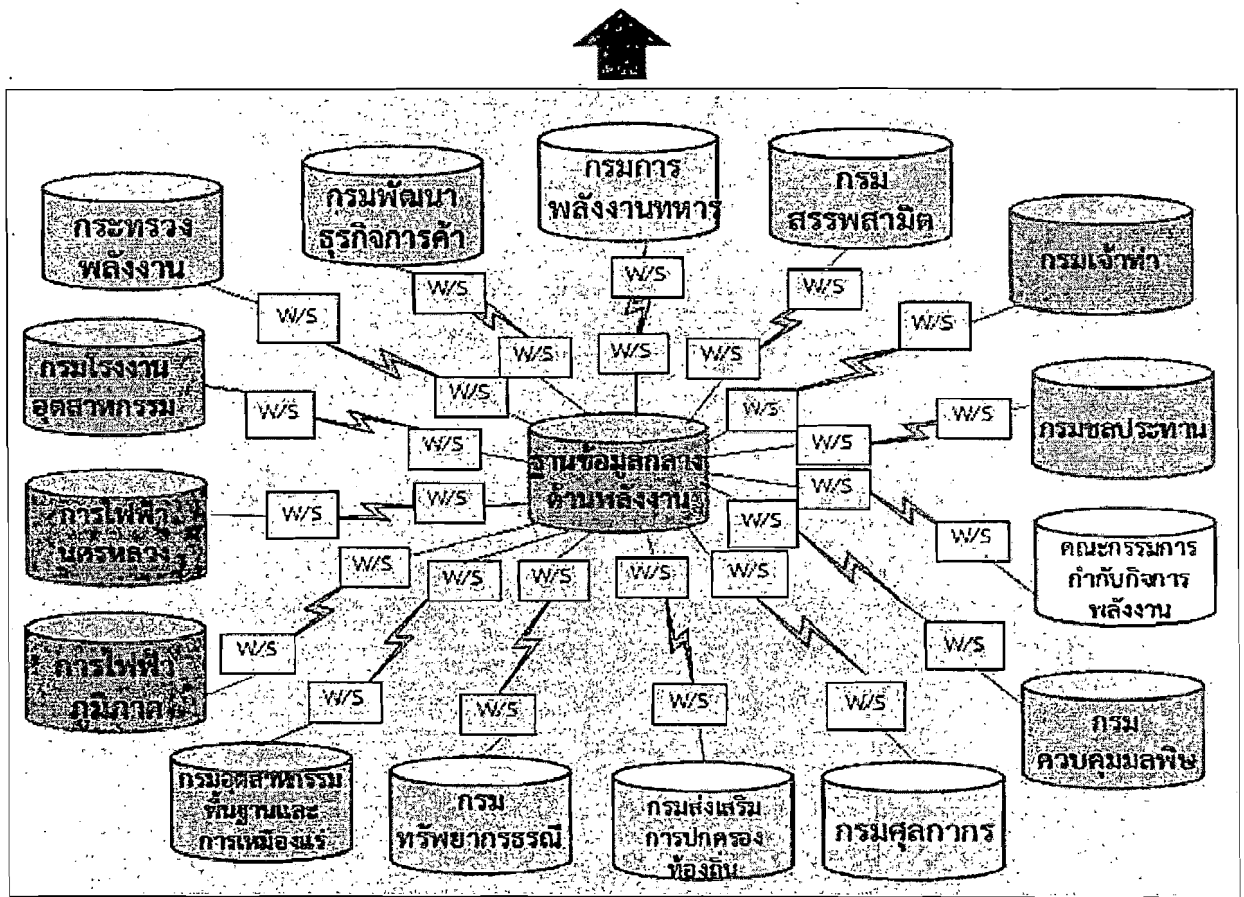 กรมการ
พลังงานทหาร
กรม
สรรพสามิต
กรมพัฒนา
ธุรกิจการค้า
กระทรวง
พลังงาน
กรมเจ้าท่า
W/S
W/S
W/S
W/S
W/S
W/S
W/S
W/S
W/S
W/S
กรมโรงงาน
อุตสาหกรรม
W/S
W/S
W/S
W/S
กรมชลประทาน
ฐานข้อมูลกลาง
ด้านพลังงาน
การไฟฟ้า
นครหลวง
W/S
W/S
W/S
W/S
คณะกรรมการ
กำกับกิจการ
พลังงาน
การไฟฟ้า
ภูมิภาค
W/S
W/S
W/S
W/S
W/S
W/S
W/S
W/S
W/S
W/S
W/S
W/S
กรม
ควบคุมมลพิษ
กรมอุตสาหกรรม
พื้นฐานและ
การเหมืองแร่
กรม
ทรัพยากรธรณี
กรมส่งเสริม
การปกครอง
ท้องถิ่น
กรมศุลกากร